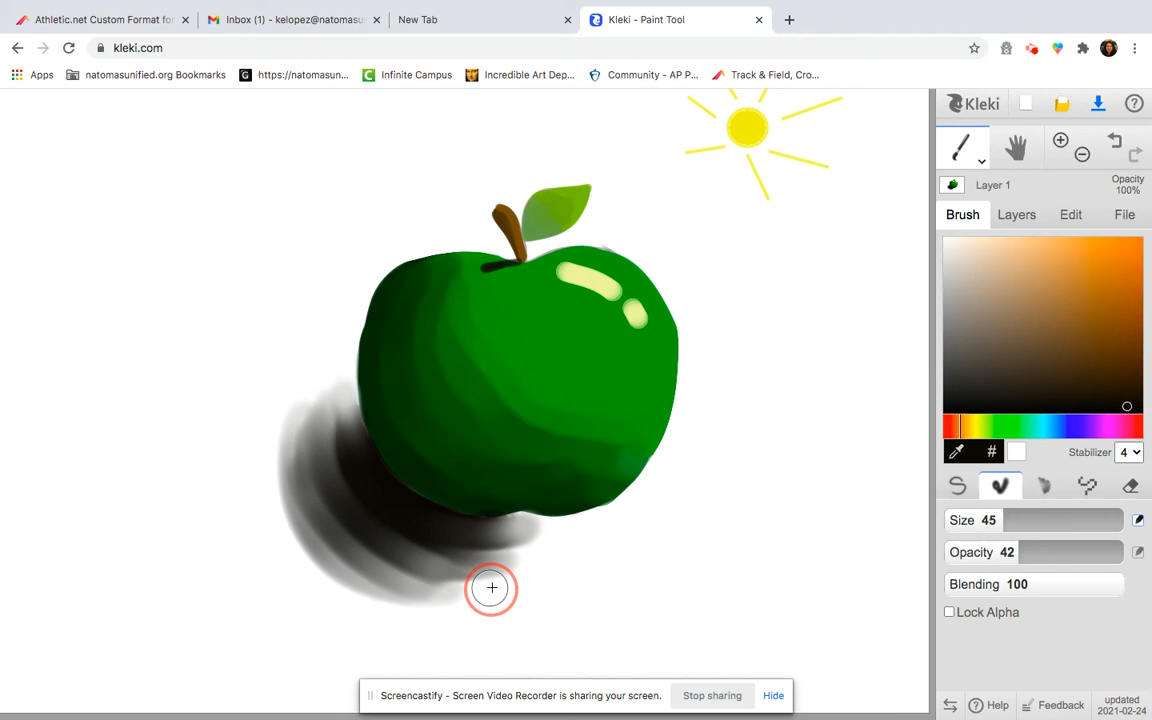 Athletic.net Custom Format for
Inbox (1) - kelopez@natomasus
New Tab
Kleki - Paint Tool
kleki.com
Apps
natomasunified.org Bookmarks
https://natomasun...
Infinite Campus
Incredible Art Dep...
Community - AP P...
Track & Field, Cro...
Kleki
Layer 1
Opacity
100%
Brush
Layers
Edit
File
#
Stabilizer
4
Size 45
Opacity 42
Blending 100
Lock Alpha
Screencastify - Screen Video Recorder is sharing your screen.
Stop sharing
Hide
Help
Feedback
updated
2021-02-24